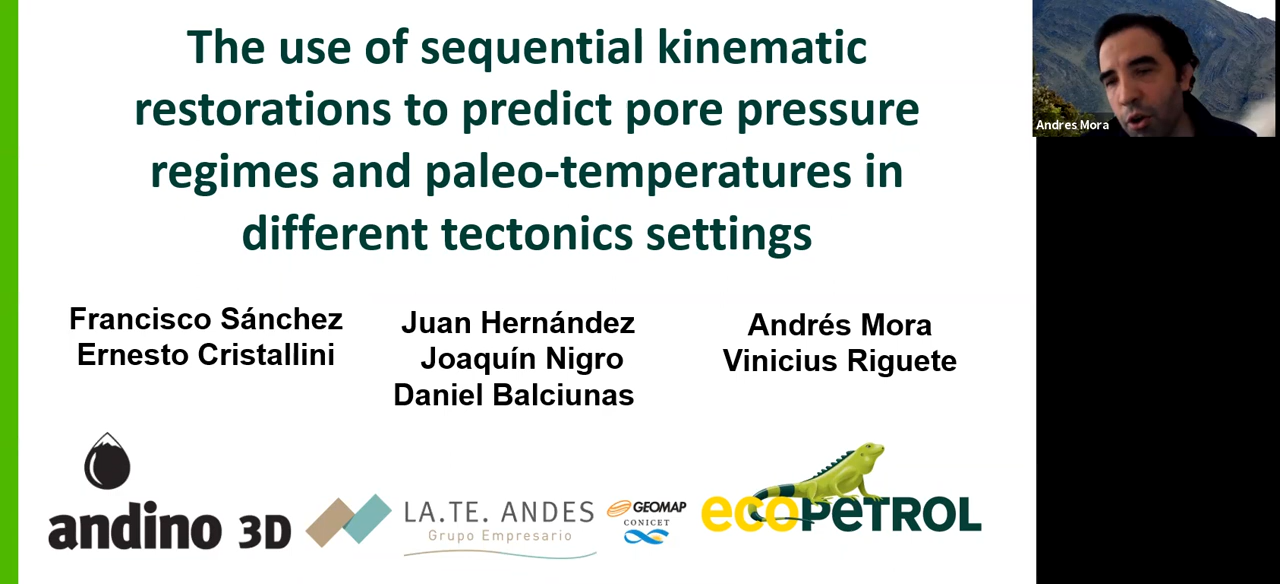 The use of sequential kinematic
restorations to predict pore pressure
regimes and paleo-temperatures in
different tectonics settings
Andres Mora
Francisco Sánchez
Ernesto Cristallini
Juan Hernández
Joaquín Nigro
Daniel Balciunas
Andrés Mora
Vinicius Riguete
andino 3D
LA.TE. ANDES
Grupo Empresario
GEOMAP
CONICET
ecoPETROL